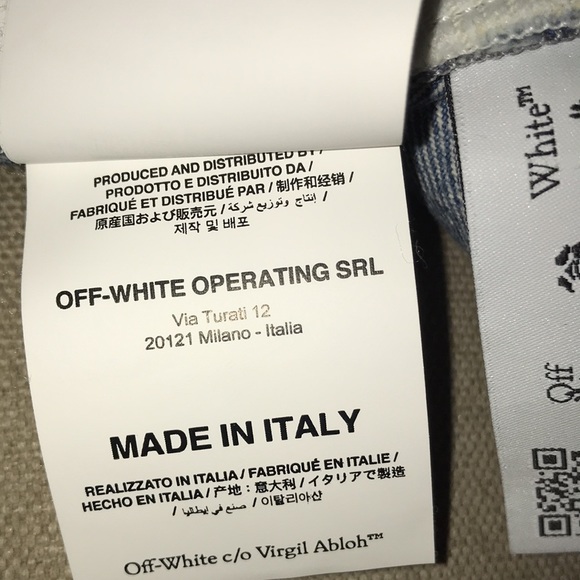 PRODUCED AND DISTRIBUTED BY /
PRODOTTO E DISTRIBUITO DA /
FABRIQUÉ ET DISTRIBUÉ PAR / 制作和经销 /
原産国および販売元 / إنتاج وتوزيع شركة /
제작 및 배포
OFF-WHITE OPERATING SRL
Via Turati 12
20121 Milano - Italia
MADE IN ITALY
REALIZZATO IN ITALIA / FABRIQUÉ EN ITALIE /
HECHO EN ITALIA / 产地：意大利 / イタリアで製造
/ صنع في إيطاليا / 이탈리아산
Off-White c/o Virgil Abloh™
White™
Off